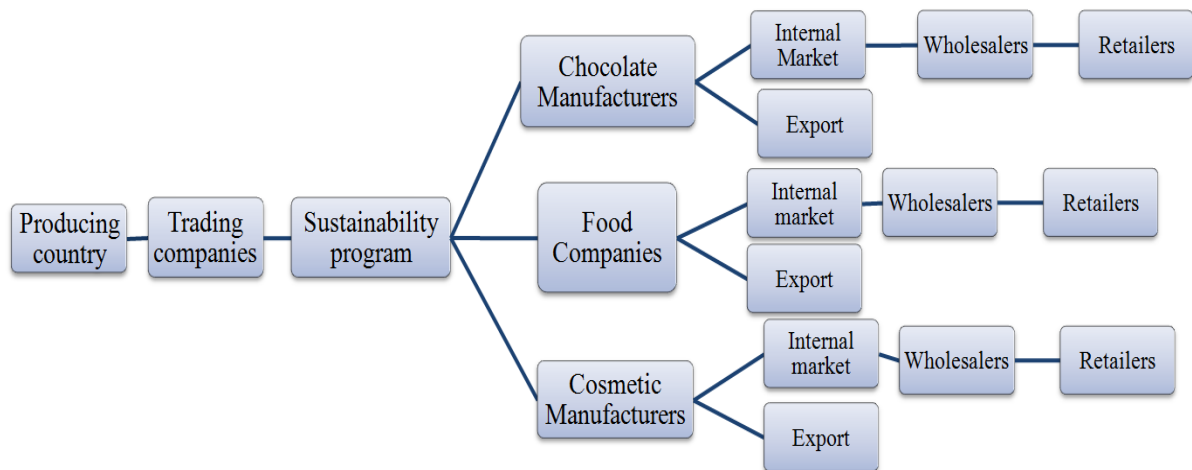 Producing
country
Trading
companies
Sustainability
program
Chocolate
Manufacturers
Internal
Market
Wholesalers
Retailers
Export
Food
Companies
Internal
market
Wholesalers
Retailers
Export
Cosmetic
Manufacturers
Internal
market
Wholesalers
Retailers
Export